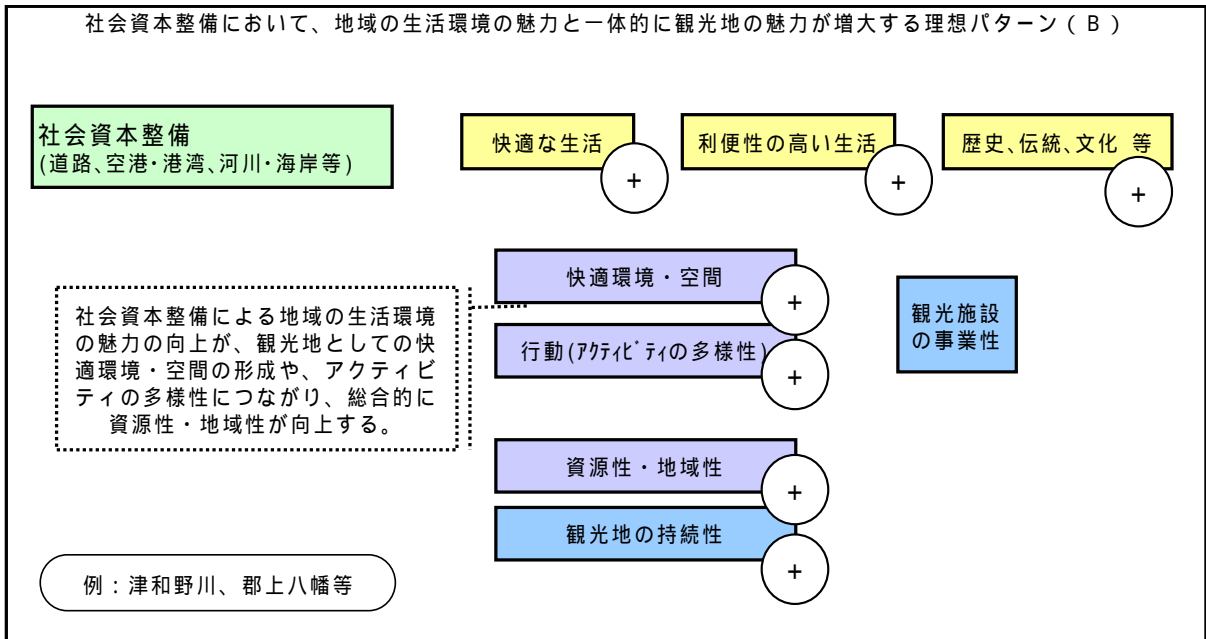 社会資本整備において、地域の生活環境の魅力と一体的に観光地の魅力が増大する理想パターン(B)
社会資本整備
(道路、空港・港湾、河川・海岸等)
快適な生活
+
利便性の高い生活
+
歴史、伝統、文化 等
+
快適環境・空間
+
行動(ｱｸﾃｨﾋﾞﾃｨの多様性)
+
観光施設
の事業性
社会資本整備による地域の生活環境
の魅力の向上が、観光地としての快
適環境・空間の形成や、アクティビ
ティの多様性につながり、総合的に
資源性・地域性が向上する。
資源性・地域性
+
観光地の持続性
+
例：津和野川、郡上八幡等